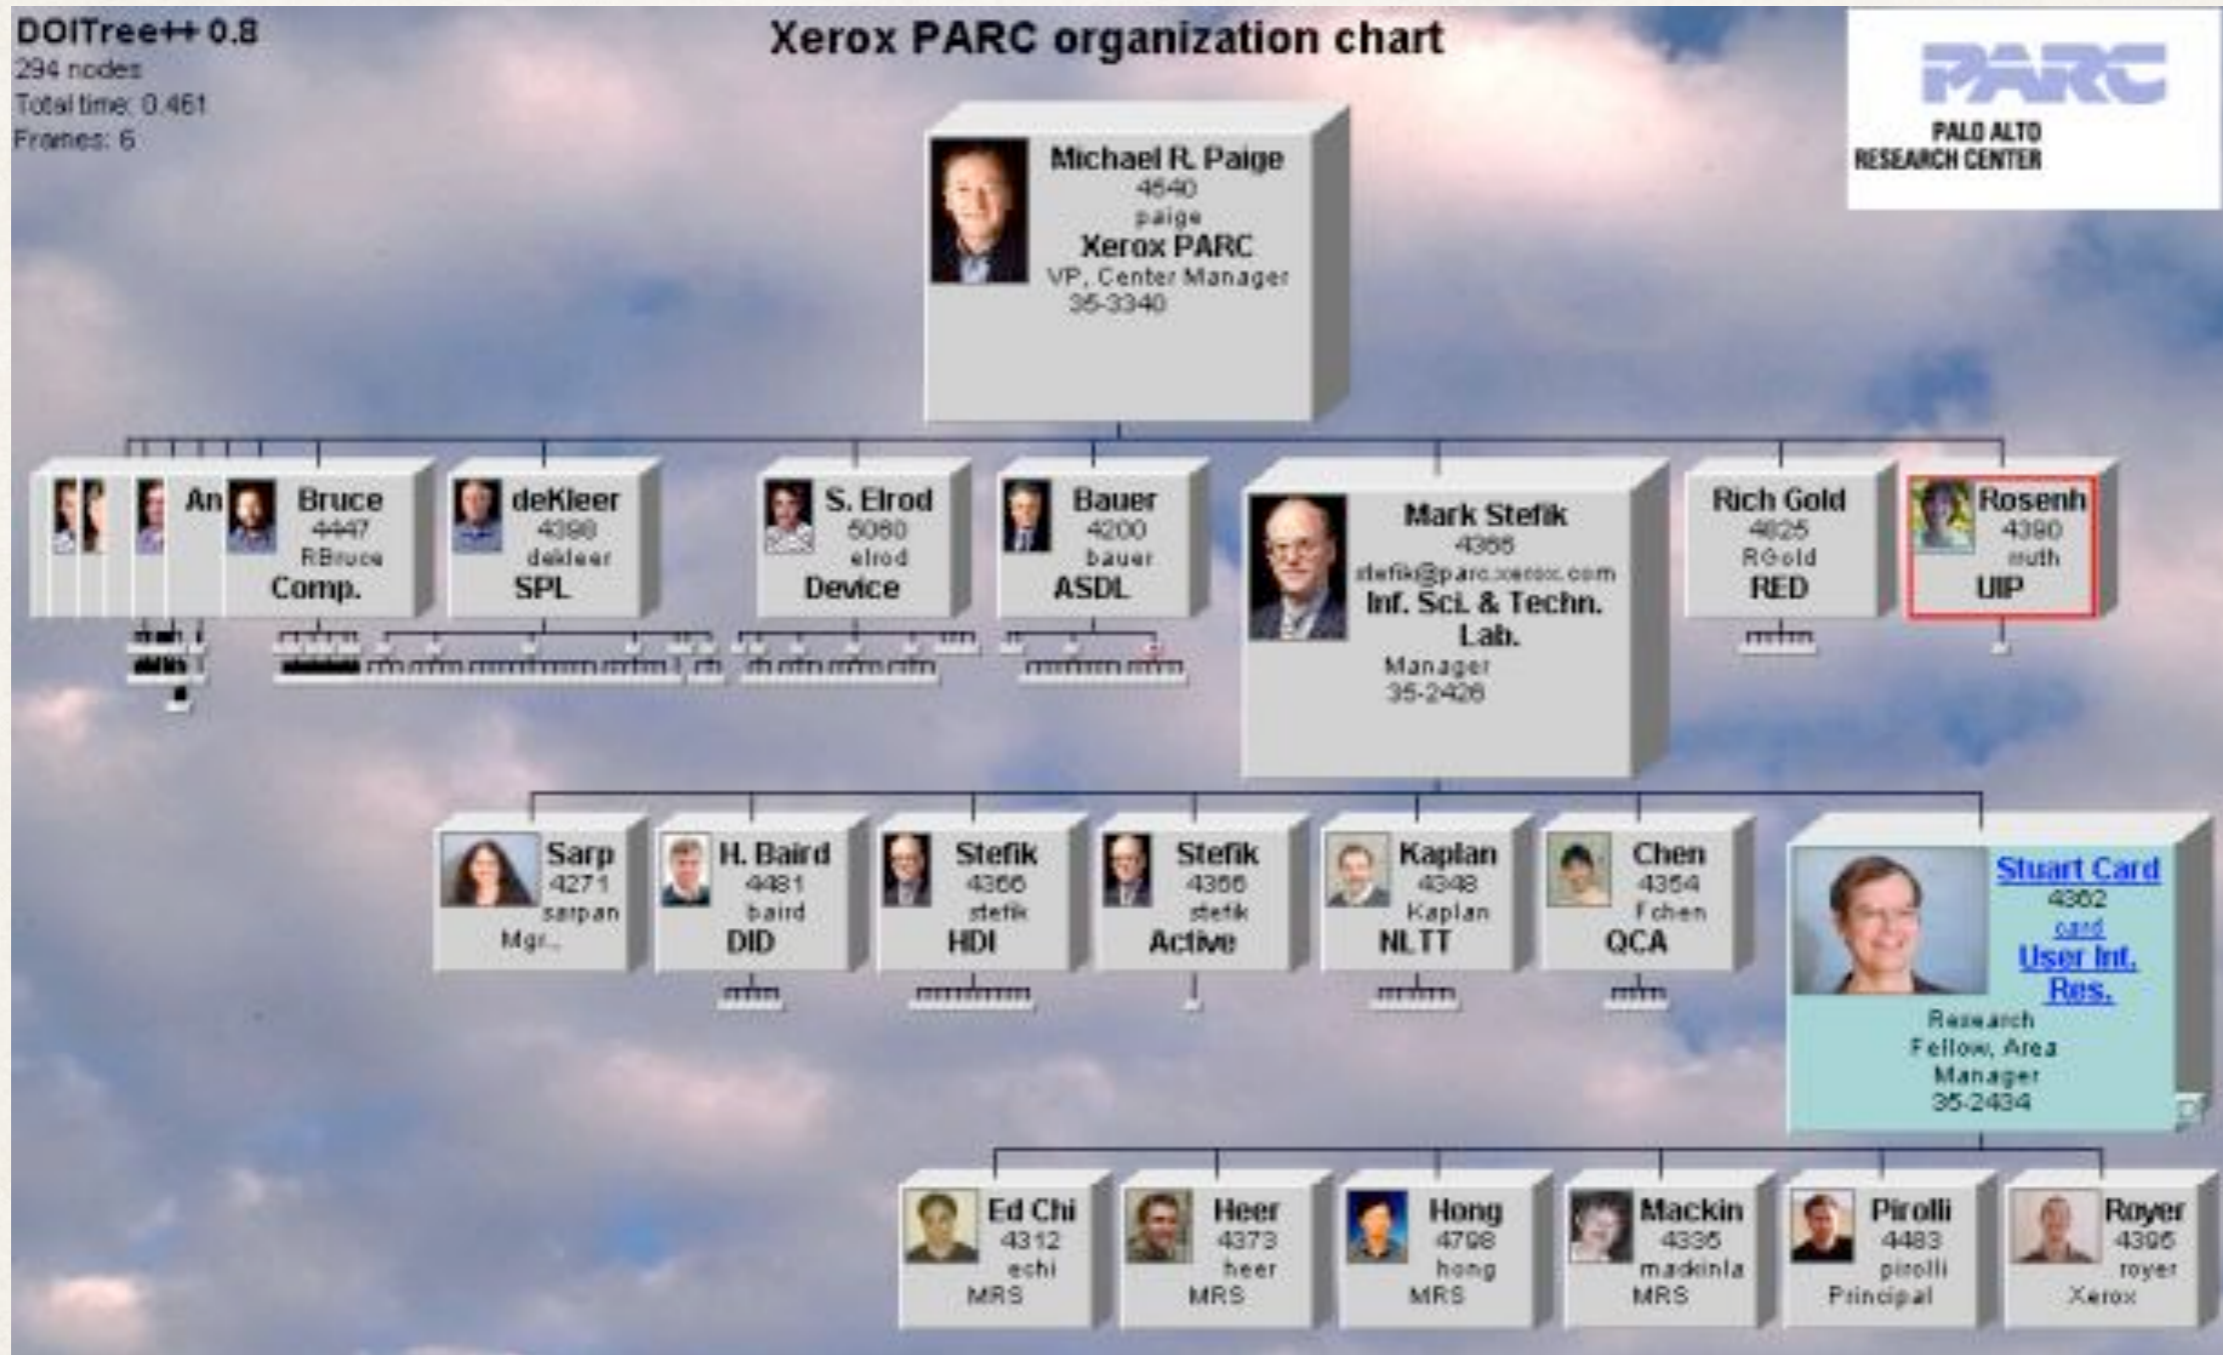 DOITree++ 0.8
294 nodes
Total time: 0.461
Frames: 6
Xerox PARC organization chart
PARC
PALO ALTO
RESEARCH CENTER
Michael R. Paige
4640
paige
Xerox PARC
VP, Center Manager
35-3340
An
Bruce
4447
RBruce
Comp.
deKleer
4398
dekleer
SPL
S. Elrod
5060
elrod
Device
Bauer
4200
bauer
ASDL
Mark Stefik
4366
stefik@parc.xerox.com
Inf. Sci. & Techn.
Lab.
Manager
35-2426
Rich Gold
4825
RGold
RED
Rosenh
4390
ruth
UIP
Sarp
4271
sarpan
Mgr.,
H. Baird
4481
baird
DID
Stefik
4366
stefik
HDI
Stefik
4366
stefik
Active
Kaplan
4348
Kaplan
NLTT
Chen
4354
Fchen
QCA
Stuart Card
4362
card
User Int.
Res.
Research
Fellow, Area
Manager
35-2434
Ed Chi
4312
echi
MRS
Heer
4373
heer
MRS
Hong
4798
hong
MRS
Mackin
4335
mackinla
MRS
Pirolli
4483
pirolli
Principal
Royer
4395
royer
Xerox